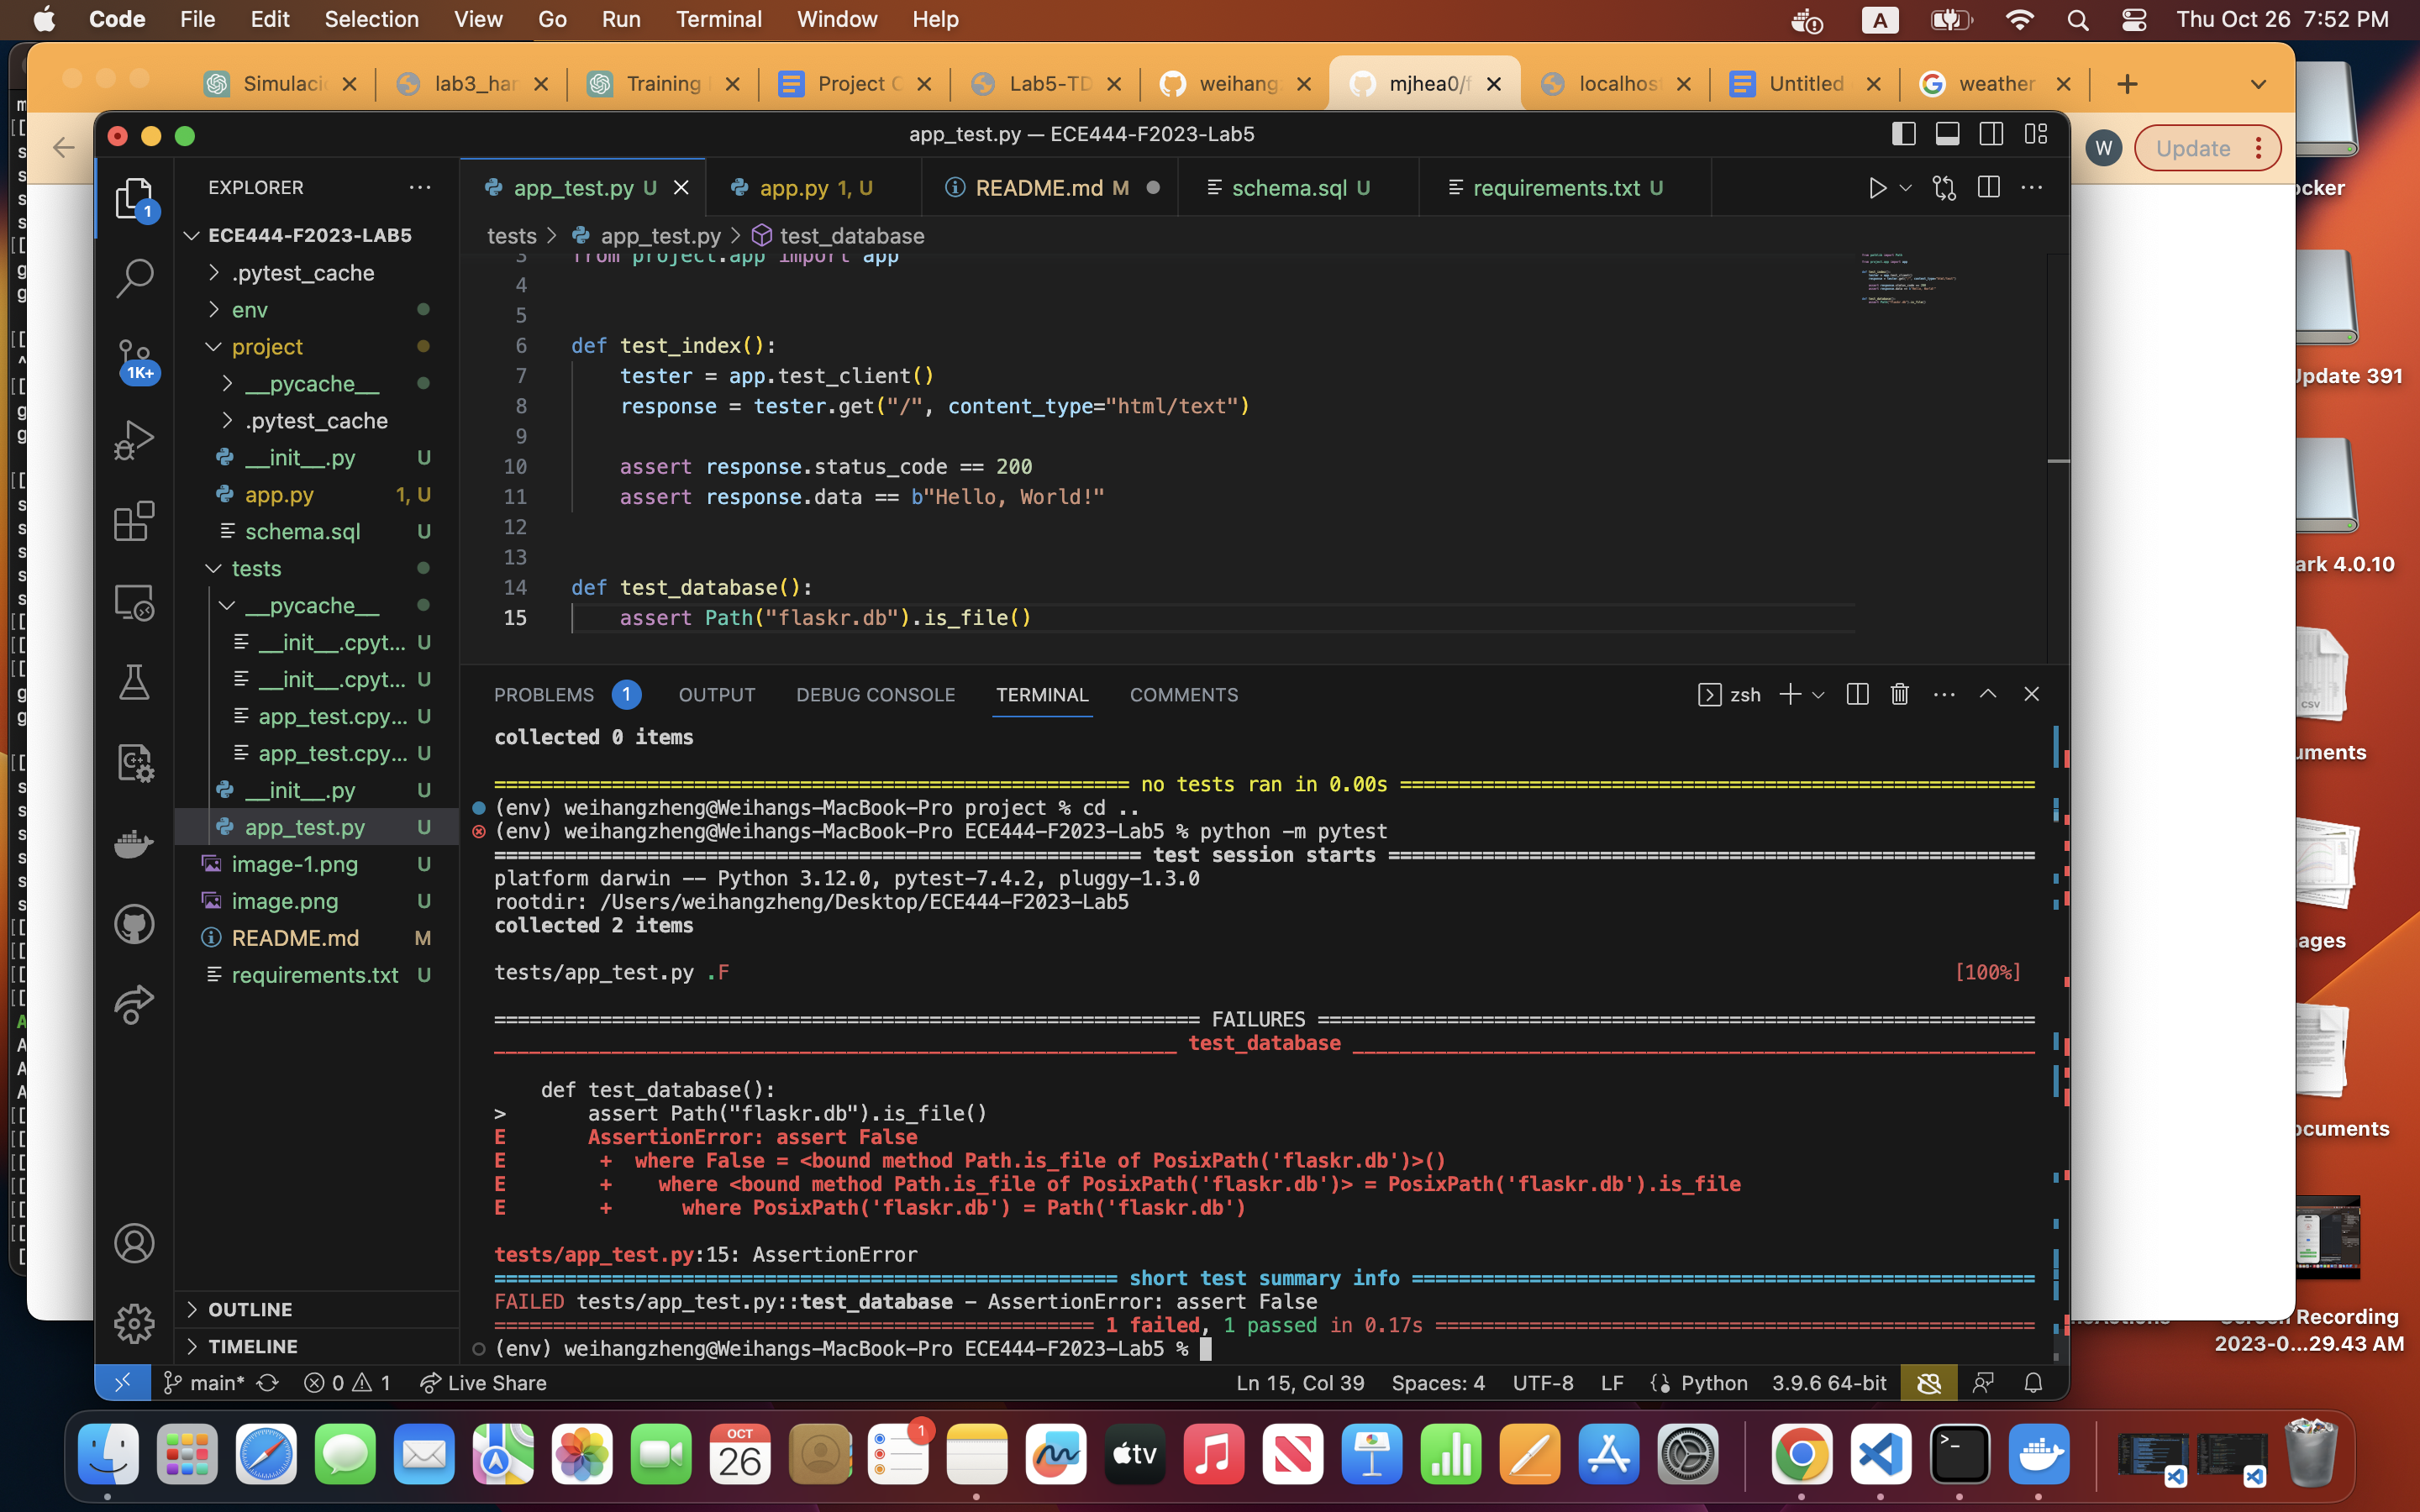 Code File Edit Selection View Go Run Terminal Window Help A Thu Oct 26 7:52 PM
Simulaci lab3_har Training Project C Lab5-TD weihang mjhea0/f localhos Untitled weather
app_test.py — ECE444-F2023-Lab5
W Update
EXPLORER
1
ECE444-F2023-LAB5
.pytest_cache
env
project
1K+
__pycache__
.pytest_cache
__init__.py U
app.py 1, U
schema.sql U
tests
__pycache__
__init__.cpyt... U
__init__.cpyt... U
app_test.cpy... U
app_test.cpy... U
__init__.py U
app_test.py U
image-1.png U
image.png U
README.md M
requirements.txt U
OUTLINE
TIMELINE
app_test.py U app.py 1, U README.md M schema.sql U requirements.txt U
tests > app_test.py > test_database
3 from project.app import app
4
5
6 def test_index():
7 tester = app.test_client()
8 response = tester.get("/", content_type="html/text")
9
10 assert response.status_code == 200
11 assert response.data == b"Hello, World!"
12
13
14 def test_database():
15 assert Path("flaskr.db").is_file()
PROBLEMS 1 OUTPUT DEBUG CONSOLE TERMINAL COMMENTS zsh
collected 0 items
no tests ran in 0.00s
(env) weihangzheng@Weihangs-MacBook-Pro project % cd ..
(env) weihangzheng@Weihangs-MacBook-Pro ECE444-F2023-Lab5 % python -m pytest
test session starts
platform darwin -- Python 3.12.0, pytest-7.4.2, pluggy-1.3.0
rootdir: /Users/weihangzheng/Desktop/ECE444-F2023-Lab5
collected 2 items
tests/app_test.py .F [100%]
FAILURES
test_database
def test_database():
> assert Path("flaskr.db").is_file()
E AssertionError: assert False
E + where False = <bound method Path.is_file of PosixPath('flaskr.db')>()
E + where <bound method Path.is_file of PosixPath('flaskr.db')> = PosixPath('flaskr.db').is_file
E + where PosixPath('flaskr.db') = Path('flaskr.db')
tests/app_test.py:15: AssertionError
short test summary info
FAILED tests/app_test.py::test_database - AssertionError: assert False
1 failed, 1 passed in 0.17s
(env) weihangzheng@Weihangs-MacBook-Pro ECE444-F2023-Lab5 %
main* 0 1 Live Share Ln 15, Col 39 Spaces: 4 UTF-8 LF Python 3.9.6 64-bit
ocker
Update 391
ark 4.0.10
CSV
uments
ages
ocuments
Screen Recording
2023-0...29.43 AM
OCT
26
1
tv